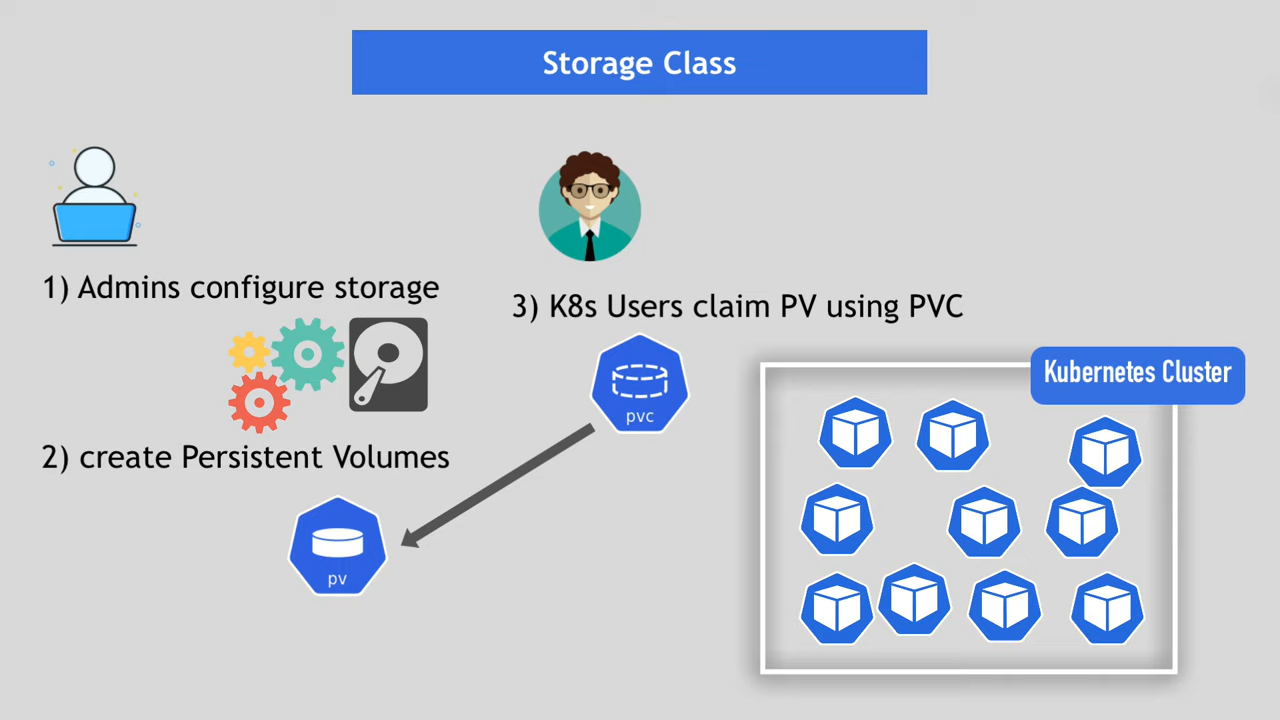 Storage Class
1) Admins configure storage
2) create Persistent Volumes
pv
3) K8s Users claim PV using PVC
pvc
Kubernetes Cluster